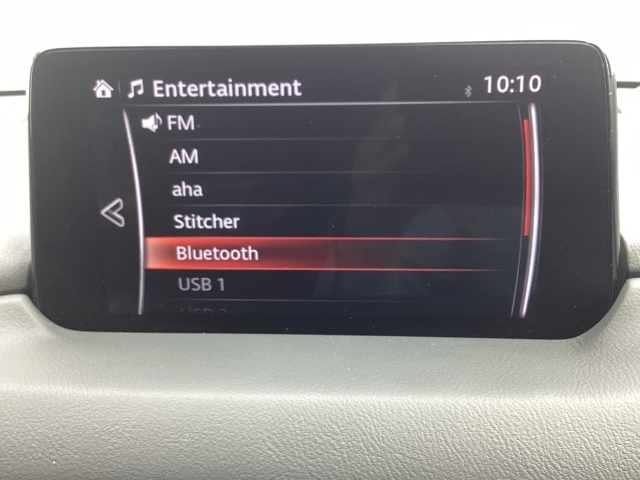 Entertainment 10:10
FM
AM
aha
Stitcher
Bluetooth
USB 1